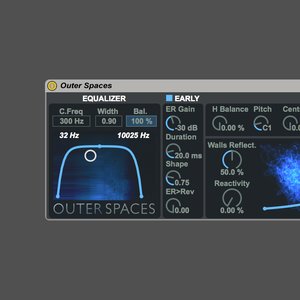 Outer Spaces
EQUALIZER
C.Freq Width Bal.
300 Hz 0.90 100 %
32 Hz 10025 Hz
OUTER SPACES
EARLY
ER Gain
-30 dB
Duration
20.0 ms
Shape
0.75
ER>Rev
0.00
H Balance Pitch
0.00 % C1 0.00
Walls Reflect.
50.0 %
Reactivity
0.00 %